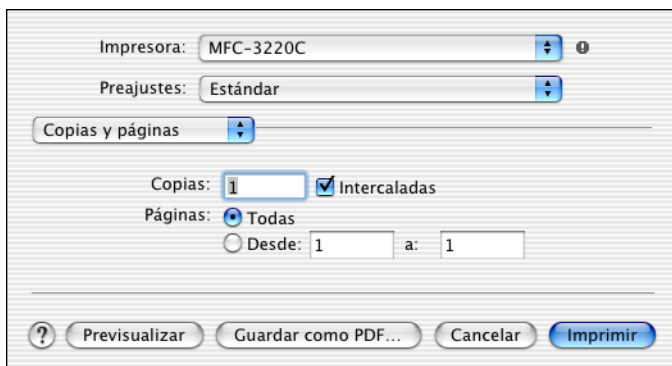 Impresora: MFC-3220C
Preajustes: Estándar
Copias y páginas
Copias: 1 Intercaladas
Páginas: Todas
Desde: 1 a: 1
? Previsualizar Guardar como PDF... Cancelar Imprimir